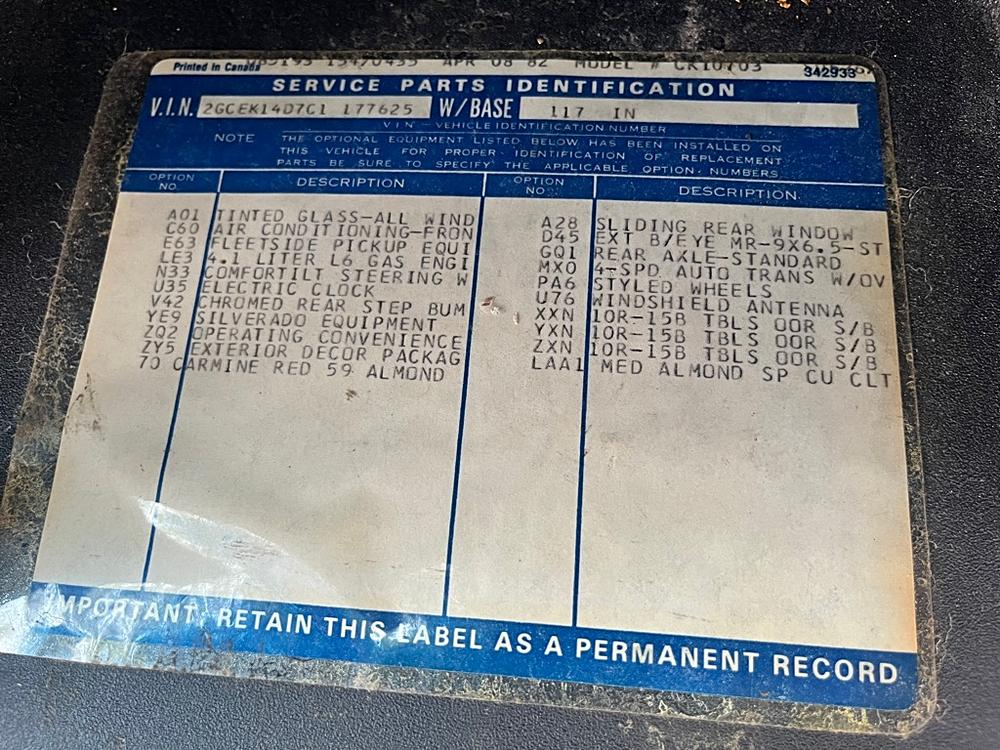 Printed in Canada APR 08 82 MODEL # CK10703 342933
SERVICE PARTS IDENTIFICATION
V.I.N. 2GCEK14D7C1 177625 W/BASE 117 IN
V I N - VEHICLE IDENTIFICATION NUMBER
NOTE THE OPTIONAL EQUIPMENT LISTED BELOW HAS BEEN INSTALLED ON
THIS VEHICLE FOR PROPER IDENTIFICATION OF REPLACEMENT
PARTS BE SURE TO SPECIFY THE APPLICABLE OPTION NUMBERS
OPTION NO. DESCRIPTION
A01 TINTED GLASS-ALL WIND
C60 AIR CONDITIONING-FRON
E63 FLEETSIDE PICKUP EQUI
LE3 4.1 LITER L6 GAS ENGI
N33 COMFORTILT STEERING W
U35 ELECTRIC CLOCK
V42 CHROMED REAR STEP BUM
YE9 SILVERADO EQUIPMENT
ZQ2 OPERATING CONVENIENCE
ZY5 EXTERIOR DECOR PACKAG
70 CARMINE RED 59 ALMOND
OPTION NO. DESCRIPTION
A28 SLIDING REAR WINDOW
D45 EXT B/EYE MR-9X6.5-ST
GQ1 REAR AXLE-STANDARD
MX0 4-SPD AUTO TRANS W/OV
PA6 STYLED WHEELS
U76 WINDSHIELD ANTENNA
XXN 10R-15B TBLS OOR S/B
YXN 10R-15B TBLS OOR S/B
ZXN 10R-15B TBLS OOR S/B
LAA1 MED ALMOND SP CU CLT
IMPORTANT: RETAIN THIS LABEL AS A PERMANENT RECORD